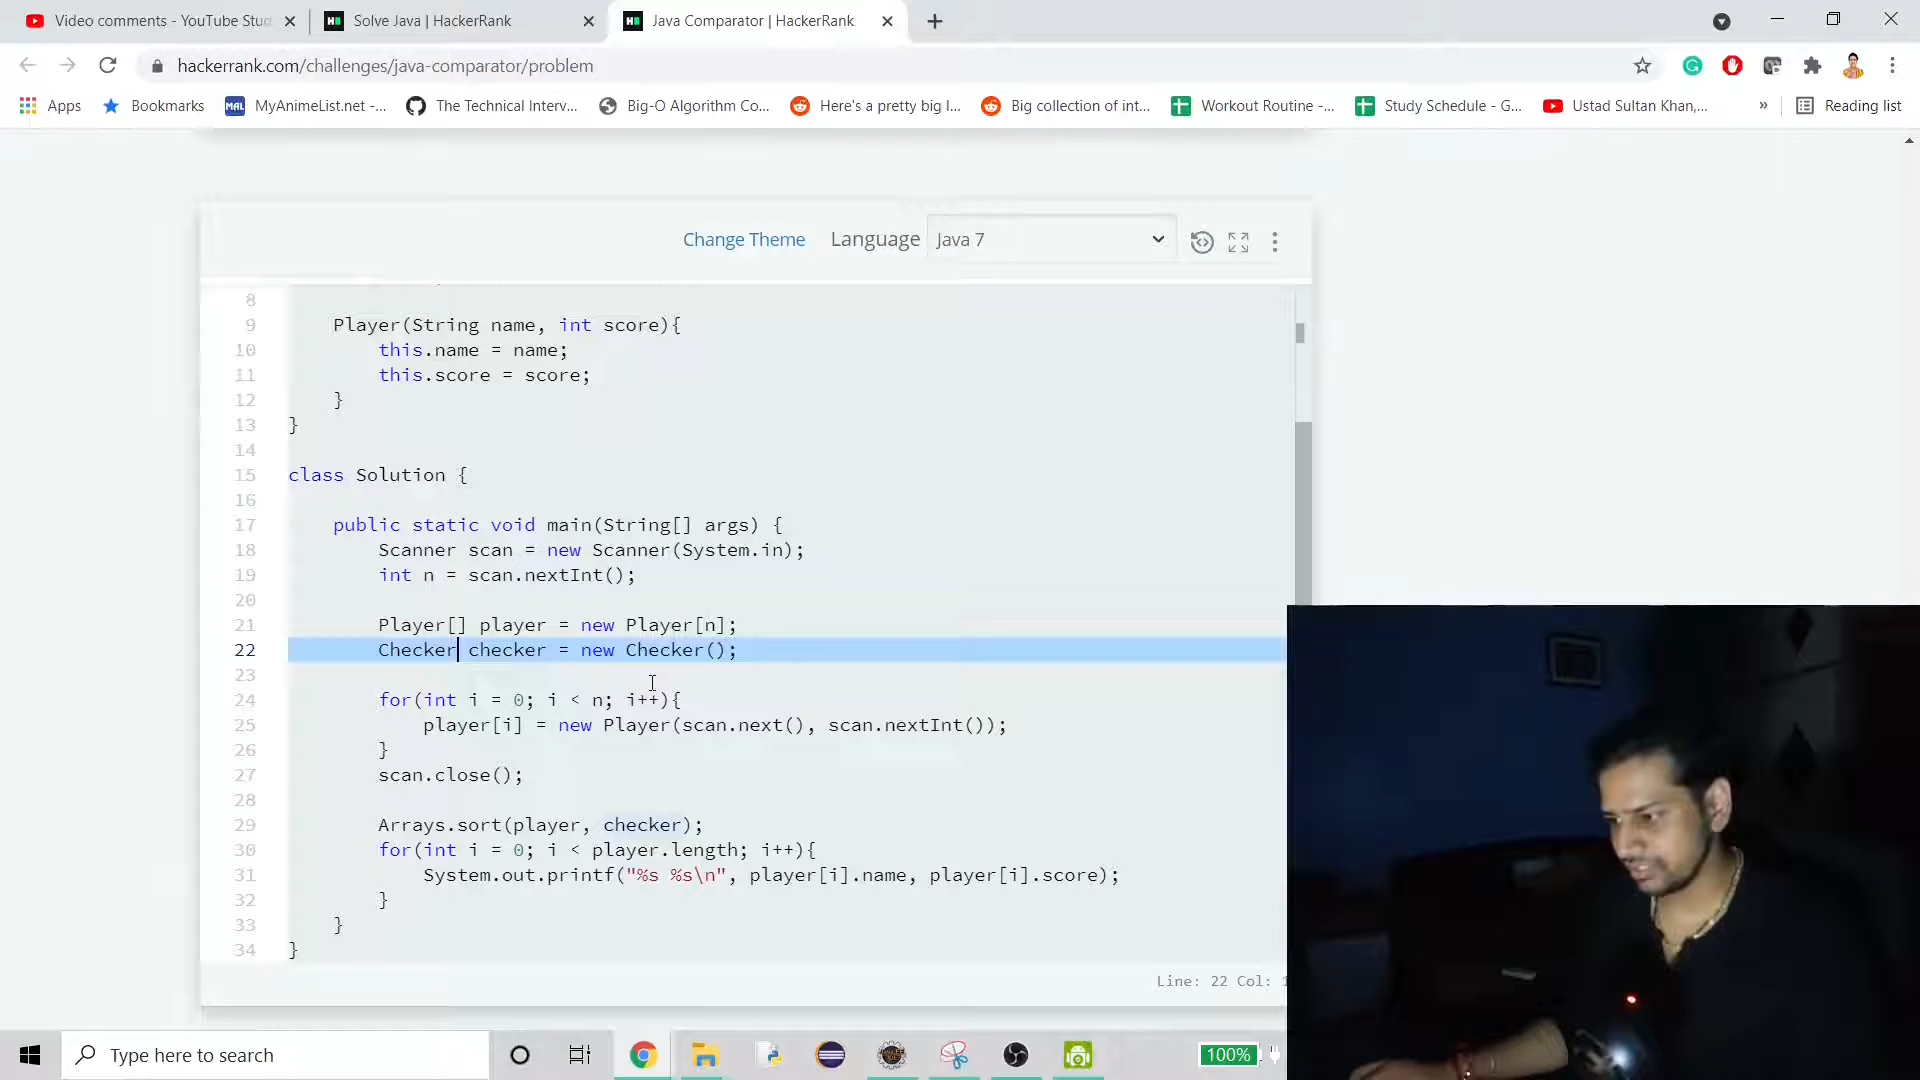 Video comments - YouTube Stu
Solve Java | HackerRank
Java Comparator | HackerRank
hackerrank.com/challenges/java-comparator/problem
Apps
Bookmarks
MAL MyAnimeList.net -...
The Technical Interv...
Big-O Algorithm Co...
Here's a pretty big l...
Big collection of int...
Workout Routine -...
Study Schedule - G...
Ustad Sultan Khan,...
»
Reading list
Change Theme
Language
Java 7
8
9 Player(String name, int score){
10 this.name = name;
11 this.score = score;
12 }
13 }
14
15 class Solution {
16
17 public static void main(String[] args) {
18 Scanner scan = new Scanner(System.in);
19 int n = scan.nextInt();
20
21 Player[] player = new Player[n];
22 Checker checker = new Checker();
23
24 for(int i = 0; i < n; i++){
25 player[i] = new Player(scan.next(), scan.nextInt());
26 }
27 scan.close();
28
29 Arrays.sort(player, checker);
30 for(int i = 0; i < player.length; i++){
31 System.out.printf("%s %s\n", player[i].name, player[i].score);
32 }
33 }
34 }
Line: 22 Col:
Type here to search
100%